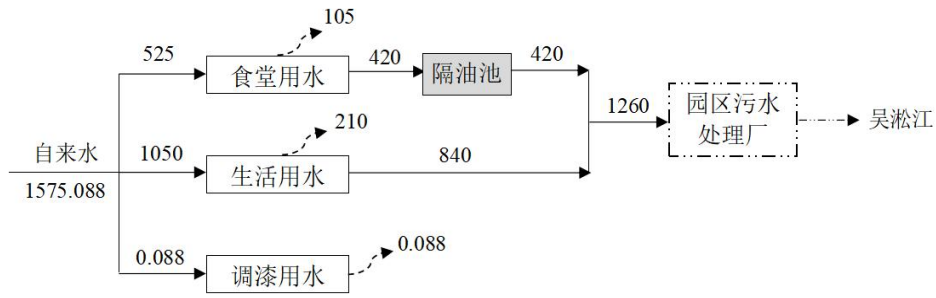 105
525
食堂用水
420
隔油池
420
自来水
1575.088
1050
210
生活用水
840
1260
园区污水
处理厂
吴淞江
0.088
调漆用水
0.088